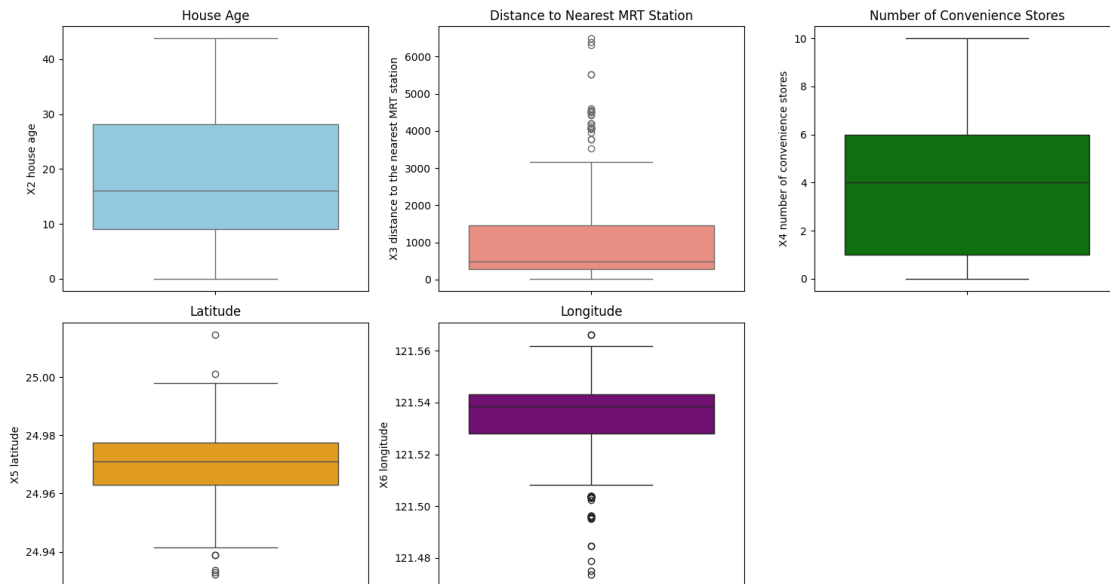 House Age
X2 house age
40
30
20
10
0
Distance to Nearest MRT Station
X3 distance to the nearest MRT station
6000
5000
4000
3000
2000
1000
0
Number of Convenience Stores
X4 number of convenience stores
10
8
6
4
2
0
Latitude
X5 latitude
25.00
24.98
24.96
24.94
Longitude
X6 longitude
121.56
121.54
121.52
121.50
121.48